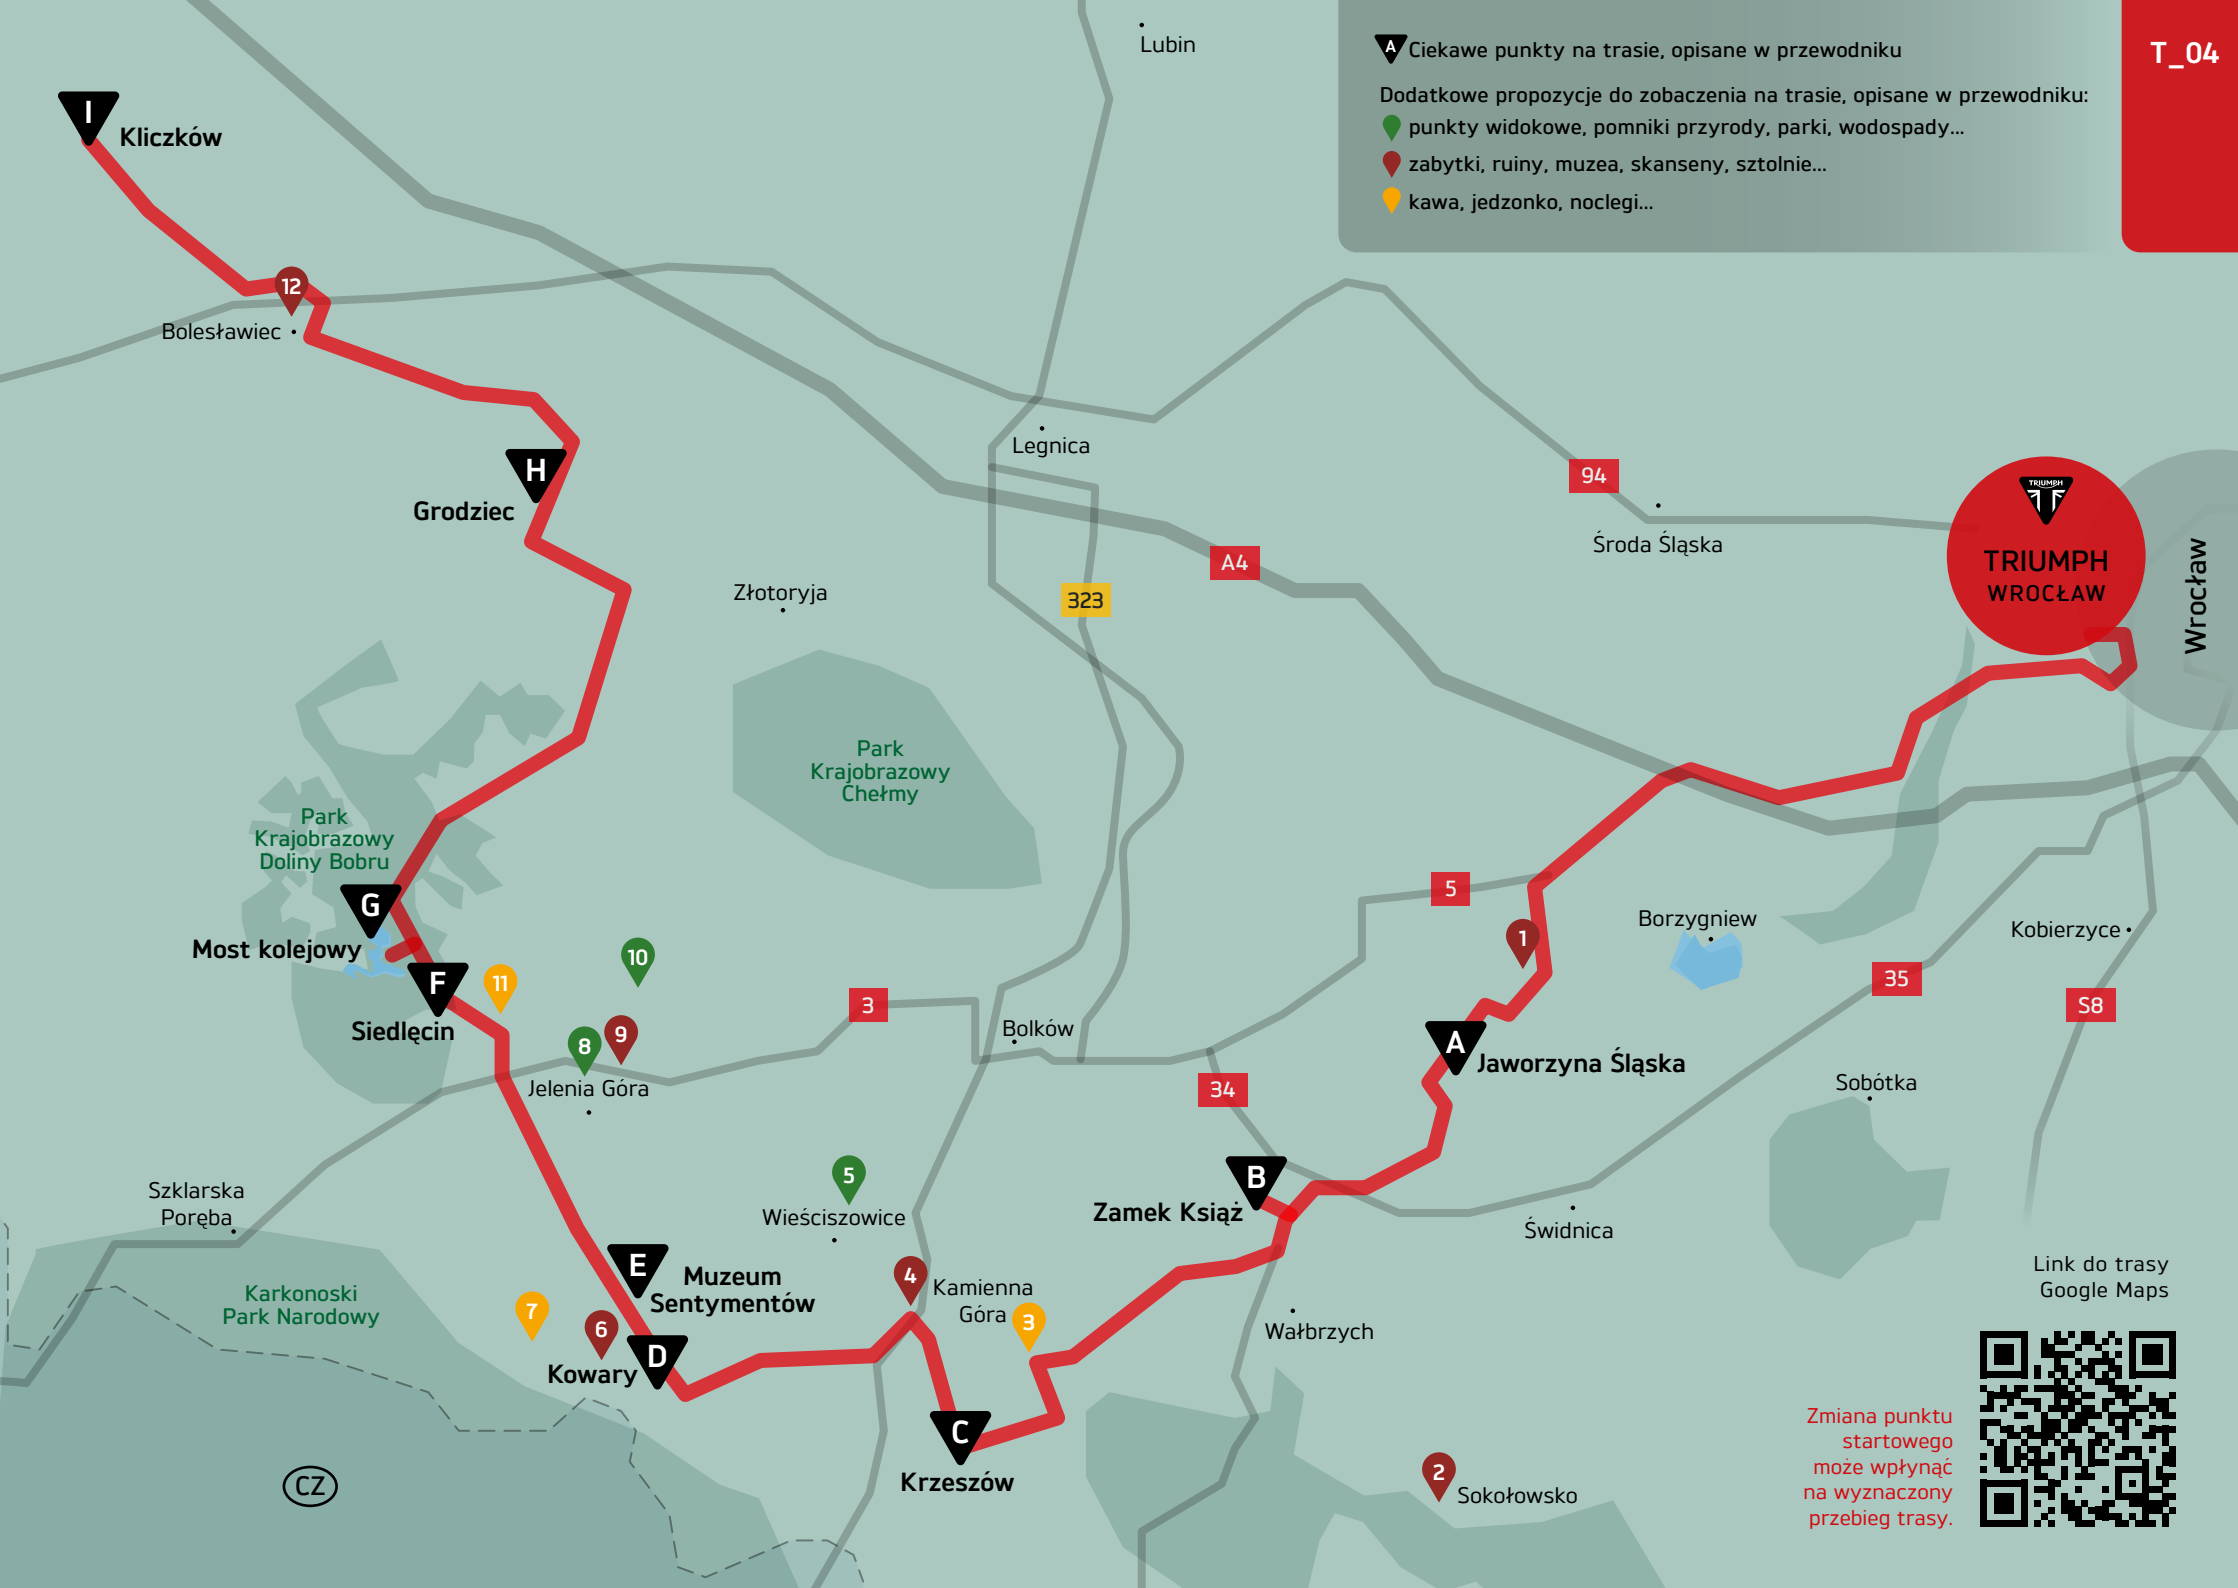 T_04
A Ciekawe punkty na trasie, opisane w przewodniku
Dodatkowe propozycje do zobaczenia na trasie, opisane w przewodniku:
punkty widokowe, pomniki przyrody, parki, wodospady...
zabytki, ruiny, muzea, skanseny, sztolnie...
kawa, jedzonko, noclegi...
Lubin
I
Kliczków
12
Bolesławiec
Legnica
H
Grodziec
94
Środa Śląska
A4
TRIUMPH
TRIUMPH
WROCŁAW
Wrocław
Złotoryja
323
Park
Krajobrazowy
Chełmy
Park
Krajobrazowy
Doliny Bobru
G
Most kolejowy
F
Siedlęcin
11
10
9
8
Jelenia Góra
3
Bolków
5
1
Borzygniew
Kobierzyce
35
S8
A
Jaworzyna Śląska
34
Sobótka
B
Zamek Książ
Świdnica
5
Wieściszowice
Szklarska
Poręba
Karkonoski
Park Narodowy
E
Muzeum
Sentymentów
4
Kamienna
Góra
3
7
6
Kowary
D
Wałbrzych
C
Krzeszów
2
Sokołowsko
CZ
Link do trasy
Google Maps
Zmiana punktu
startowego
może wpłynąć
na wyznaczony
przebieg trasy.